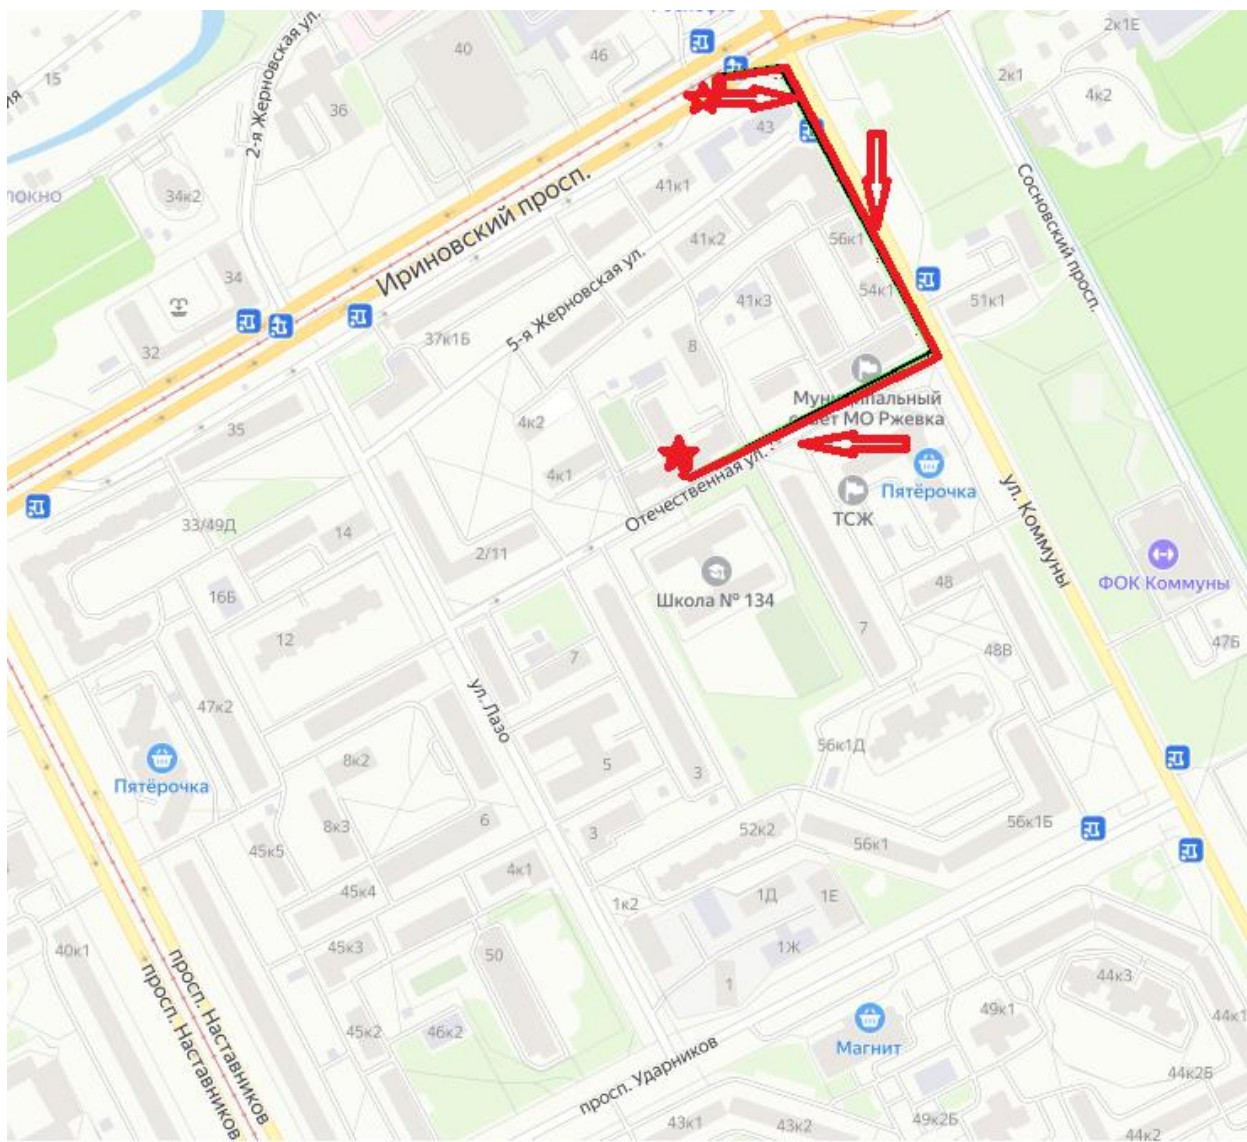 2к1Е
40
46
15
2-я Жерновская ул.
2к1
4к2
36
43
34к2
41к1
Сосновский просп.
Ириновский просп.
41к2
56к1
34
5-я Жерновская ул.
41к3
54к1
51к1
37к1Б
8
32
Муниципальный
совет МО Ржевка
4к2
35
4к1
Отечественная ул.
Пятёрочка
ТСЖ
ул. Коммуны
33/49Д
14
2/11
Школа № 134
48
ФОК Коммуны
16Б
12
7
48В
47Б
7
47к2
ул. Лазо
56к1Д
Пятёрочка
8к2
5
3
8к3
6
3
52к2
56к1
56к1Б
45к5
4к1
45к4
1к2
1Д
1Е
40к1
45к3
50
1Ж
1
44к3
49к1
44к1
просп. Наставников
просп. Наставников
45к2
46к2
Магнит
просп. Ударников
44к2Б
43к1
43к2
49к2Б
44к2